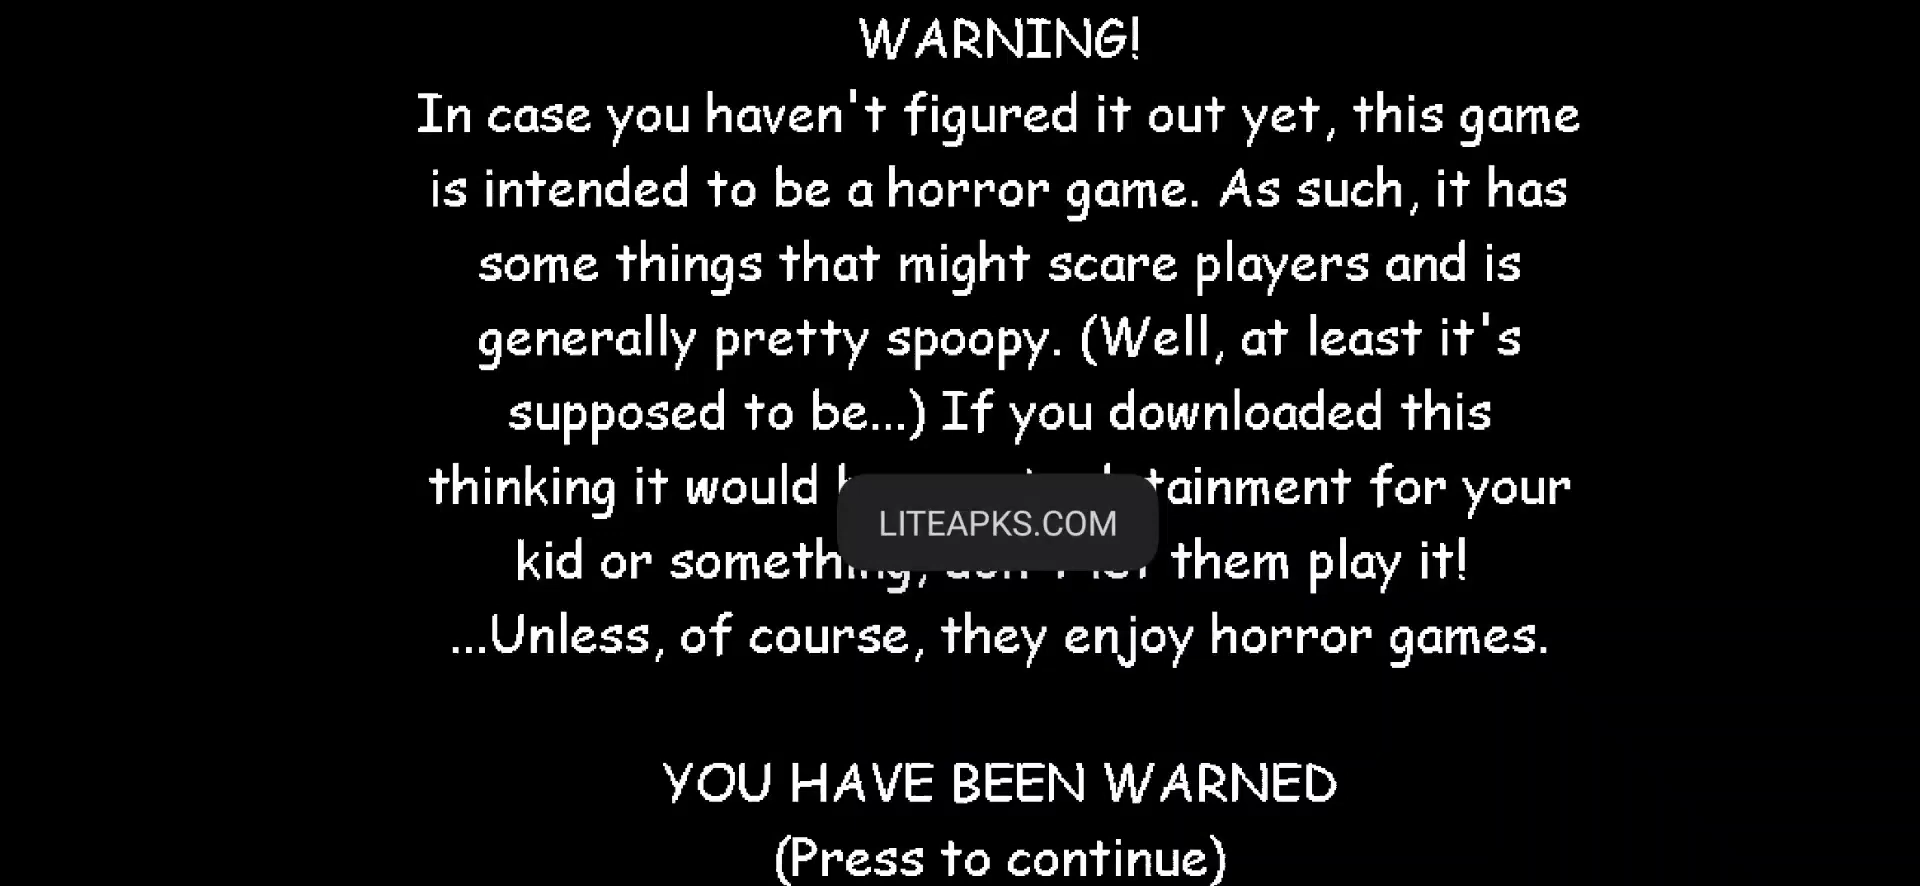 WARNING!
In case you haven't figured it out yet, this game
is intended to be a horror game. As such, it has
some things that might scare players and is
generally pretty spoopy. (Well, at least it's
supposed to be...) If you downloaded this
thinking it would tainment for your
LITEAPKS.COM
kid or something, don't let them play it!
...Unless, of course, they enjoy horror games.
YOU HAVE BEEN WARNED
(Press to continue)